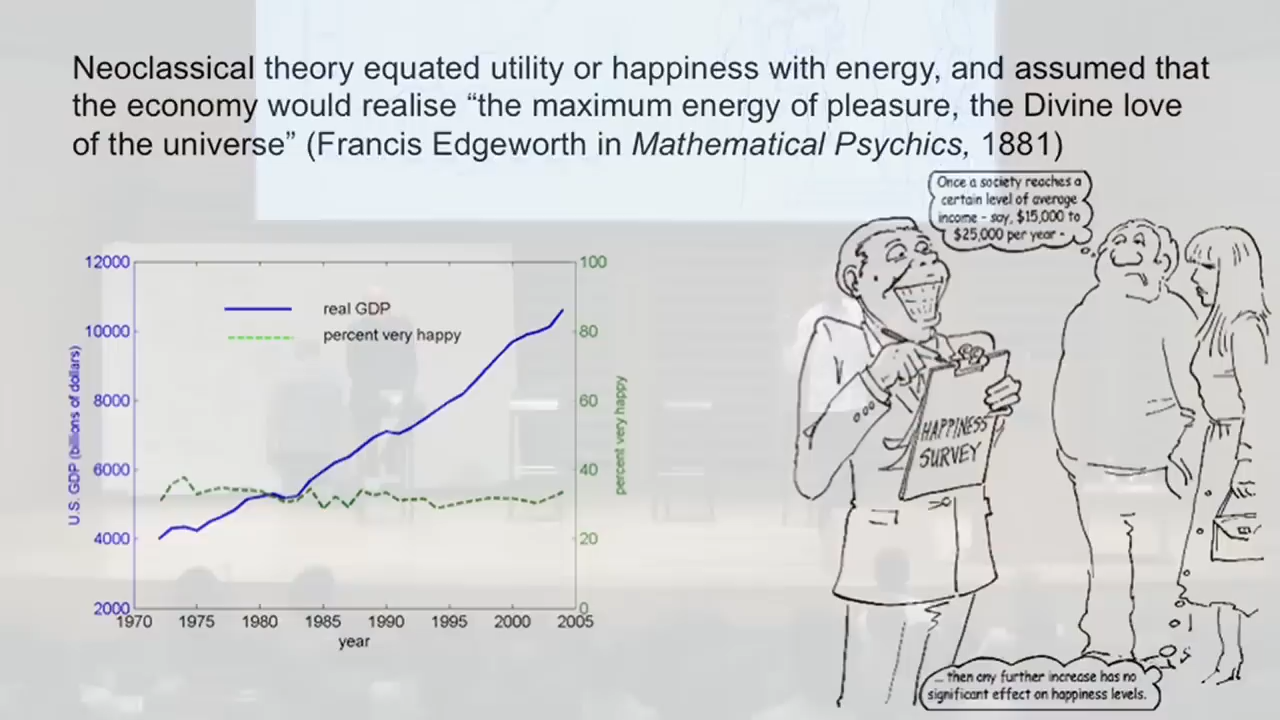 Neoclassical theory equated utility or happiness with energy, and assumed that
the economy would realise “the maximum energy of pleasure, the Divine love
of the universe” (Francis Edgeworth in Mathematical Psychics, 1881)
Once a society reaches a
certain level of average
income - say, $15,000 to
$25,000 per year -
12000
10000
8000
6000
4000
2000
U.S. GDP (billions of dollars)
real GDP
percent very happy
100
80
60
40
20
0
percent very happy
1970 1975 1980 1985 1990 1995 2000 2005
year
HAPPINESS
SURVEY
... then any further increase has no
significant effect on happiness levels.